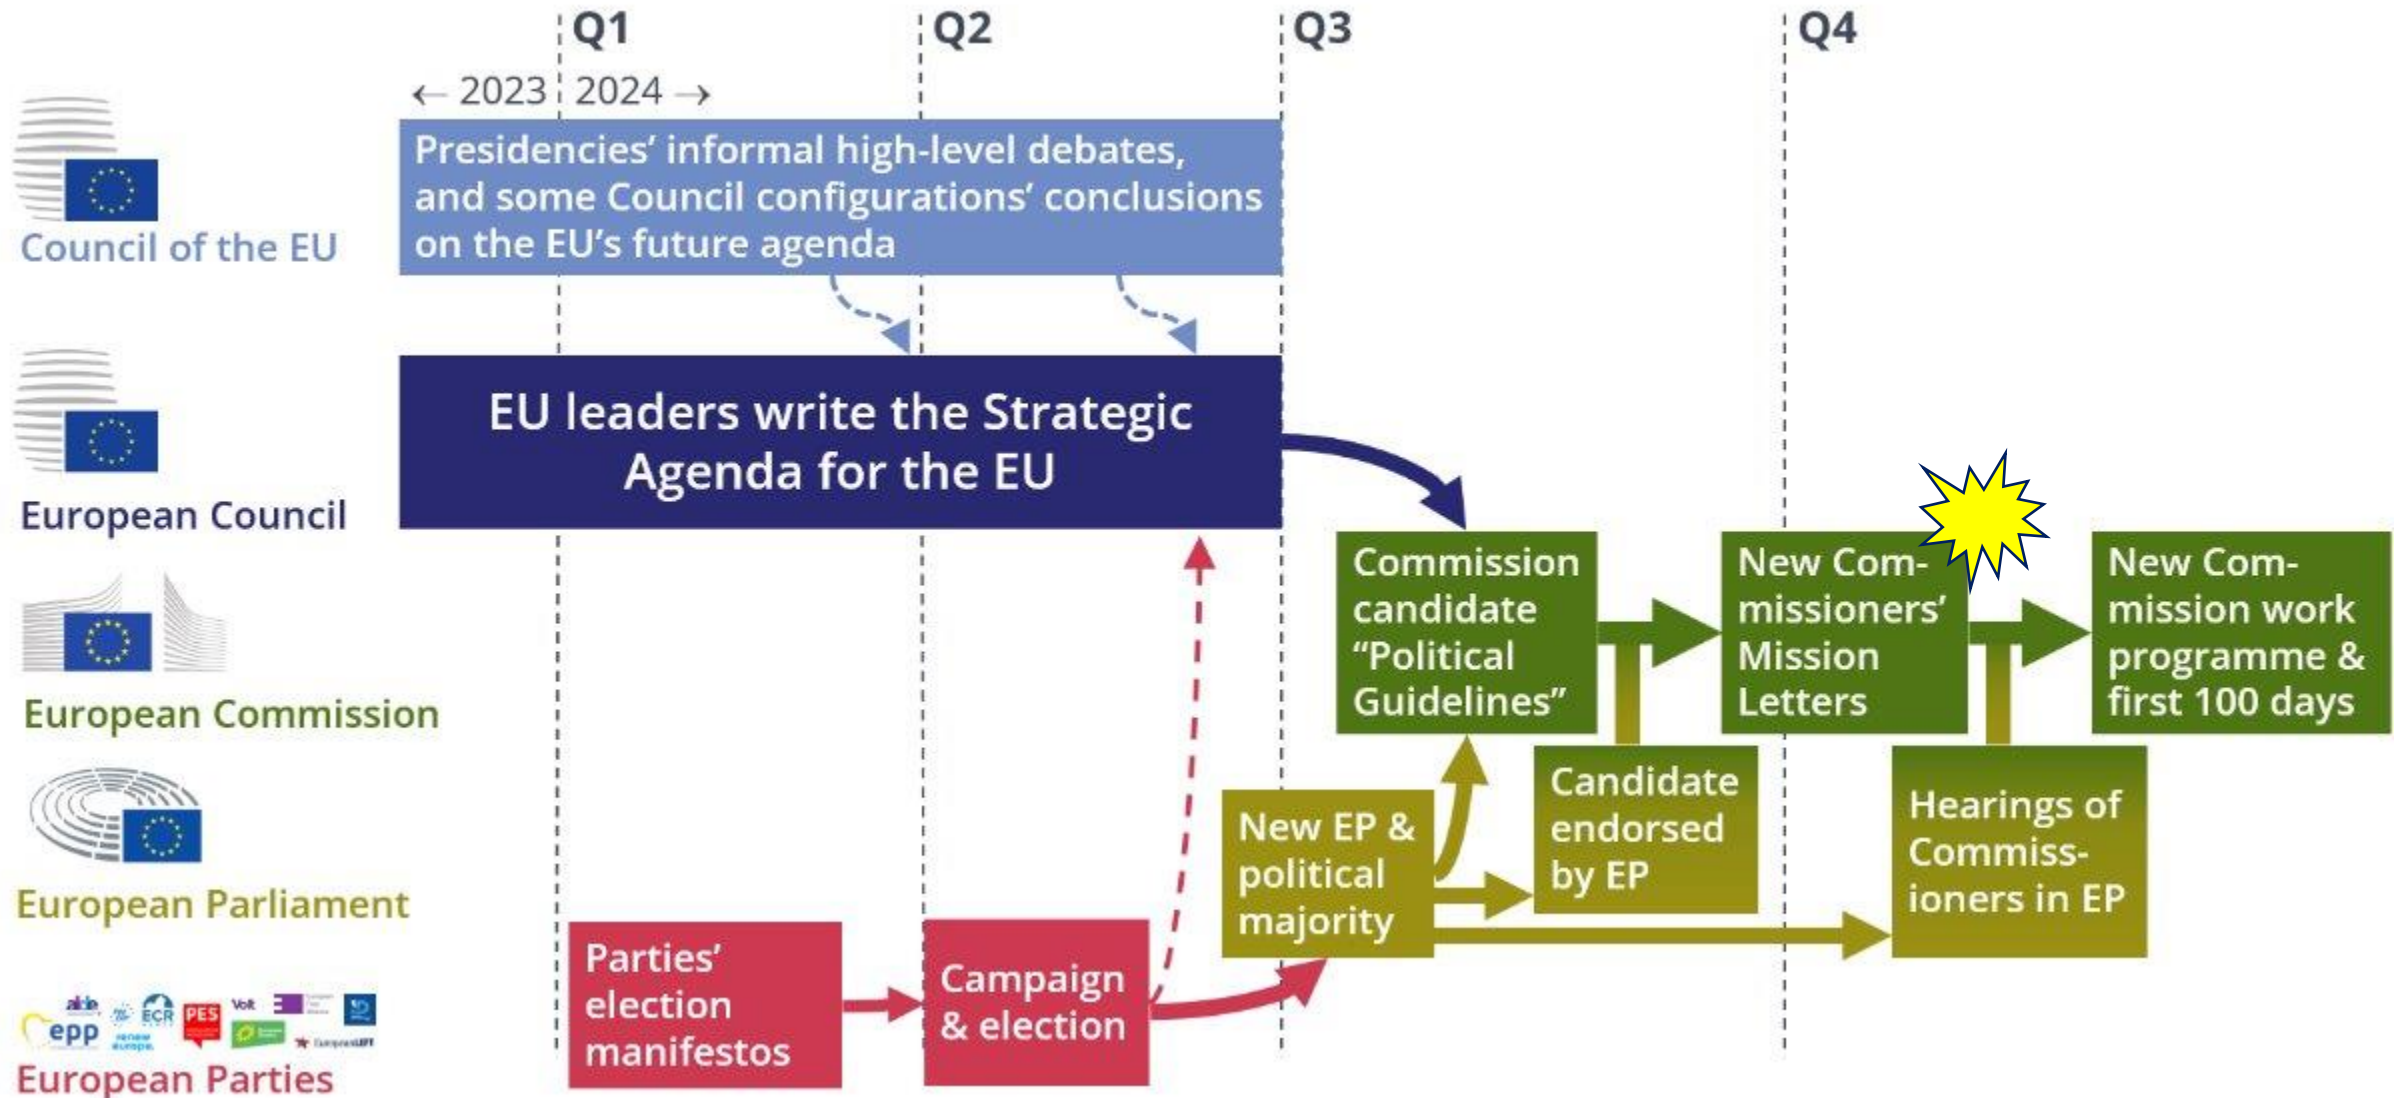 Q1
Q2
Q3
Q4
← 2023
2024 →
Presidencies’ informal high-level debates,
and some Council configurations’ conclusions
on the EU’s future agenda
Council of the EU
EU leaders write the Strategic
Agenda for the EU
European Council
Commission
candidate
“Political
Guidelines”
New Com-
missioners’
Mission
Letters
New Com-
mission work
programme &
first 100 days
European Commission
Candidate
endorsed
by EP
New EP &
political
majority
Hearings of
Commiss-
ioners in EP
European Parliament
Parties’
election
manifestos
Campaign
& election
alde
ECR
PES
Volt
epp
renew
europe.
European Parties